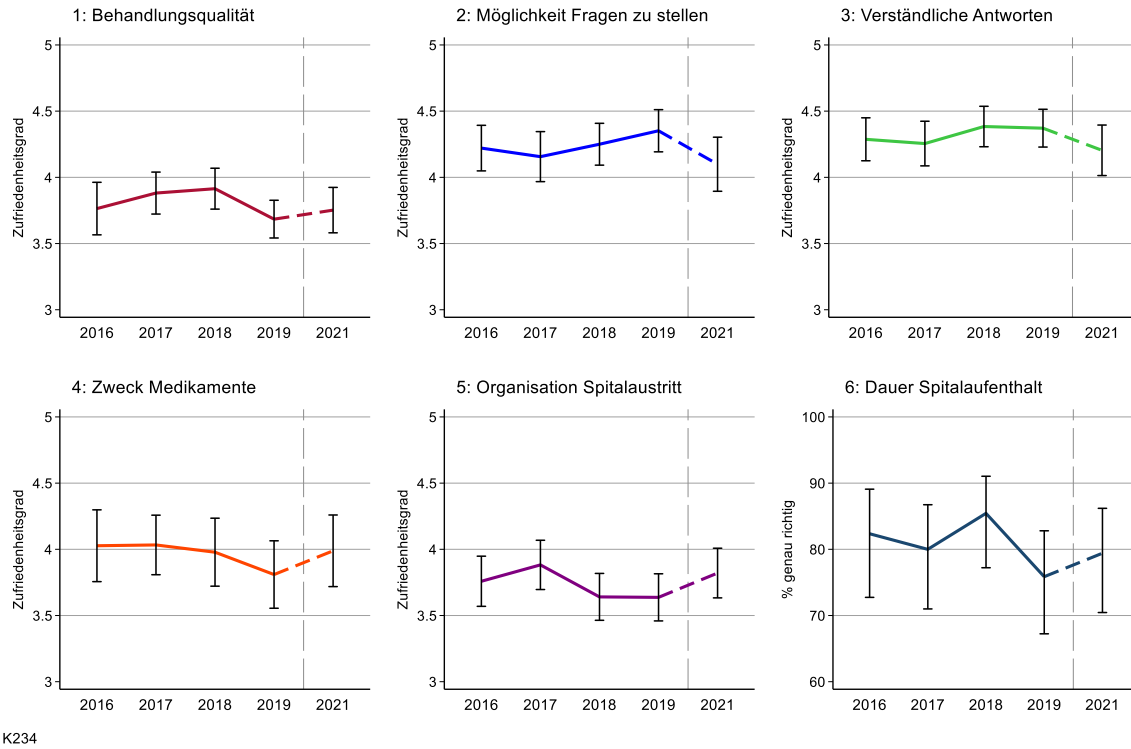 1: Behandlungsqualität
Zufriedenheitsgrad
5
4.5
4
3.5
3
2016 2017 2018 2019 2021
2: Möglichkeit Fragen zu stellen
Zufriedenheitsgrad
5
4.5
4
3.5
3
2016 2017 2018 2019 2021
3: Verständliche Antworten
Zufriedenheitsgrad
5
4.5
4
3.5
3
2016 2017 2018 2019 2021
4: Zweck Medikamente
Zufriedenheitsgrad
5
4.5
4
3.5
3
2016 2017 2018 2019 2021
5: Organisation Spitalaustritt
Zufriedenheitsgrad
5
4.5
4
3.5
3
2016 2017 2018 2019 2021
6: Dauer Spitalaufenthalt
% genau richtig
100
90
80
70
60
2016 2017 2018 2019 2021
K234